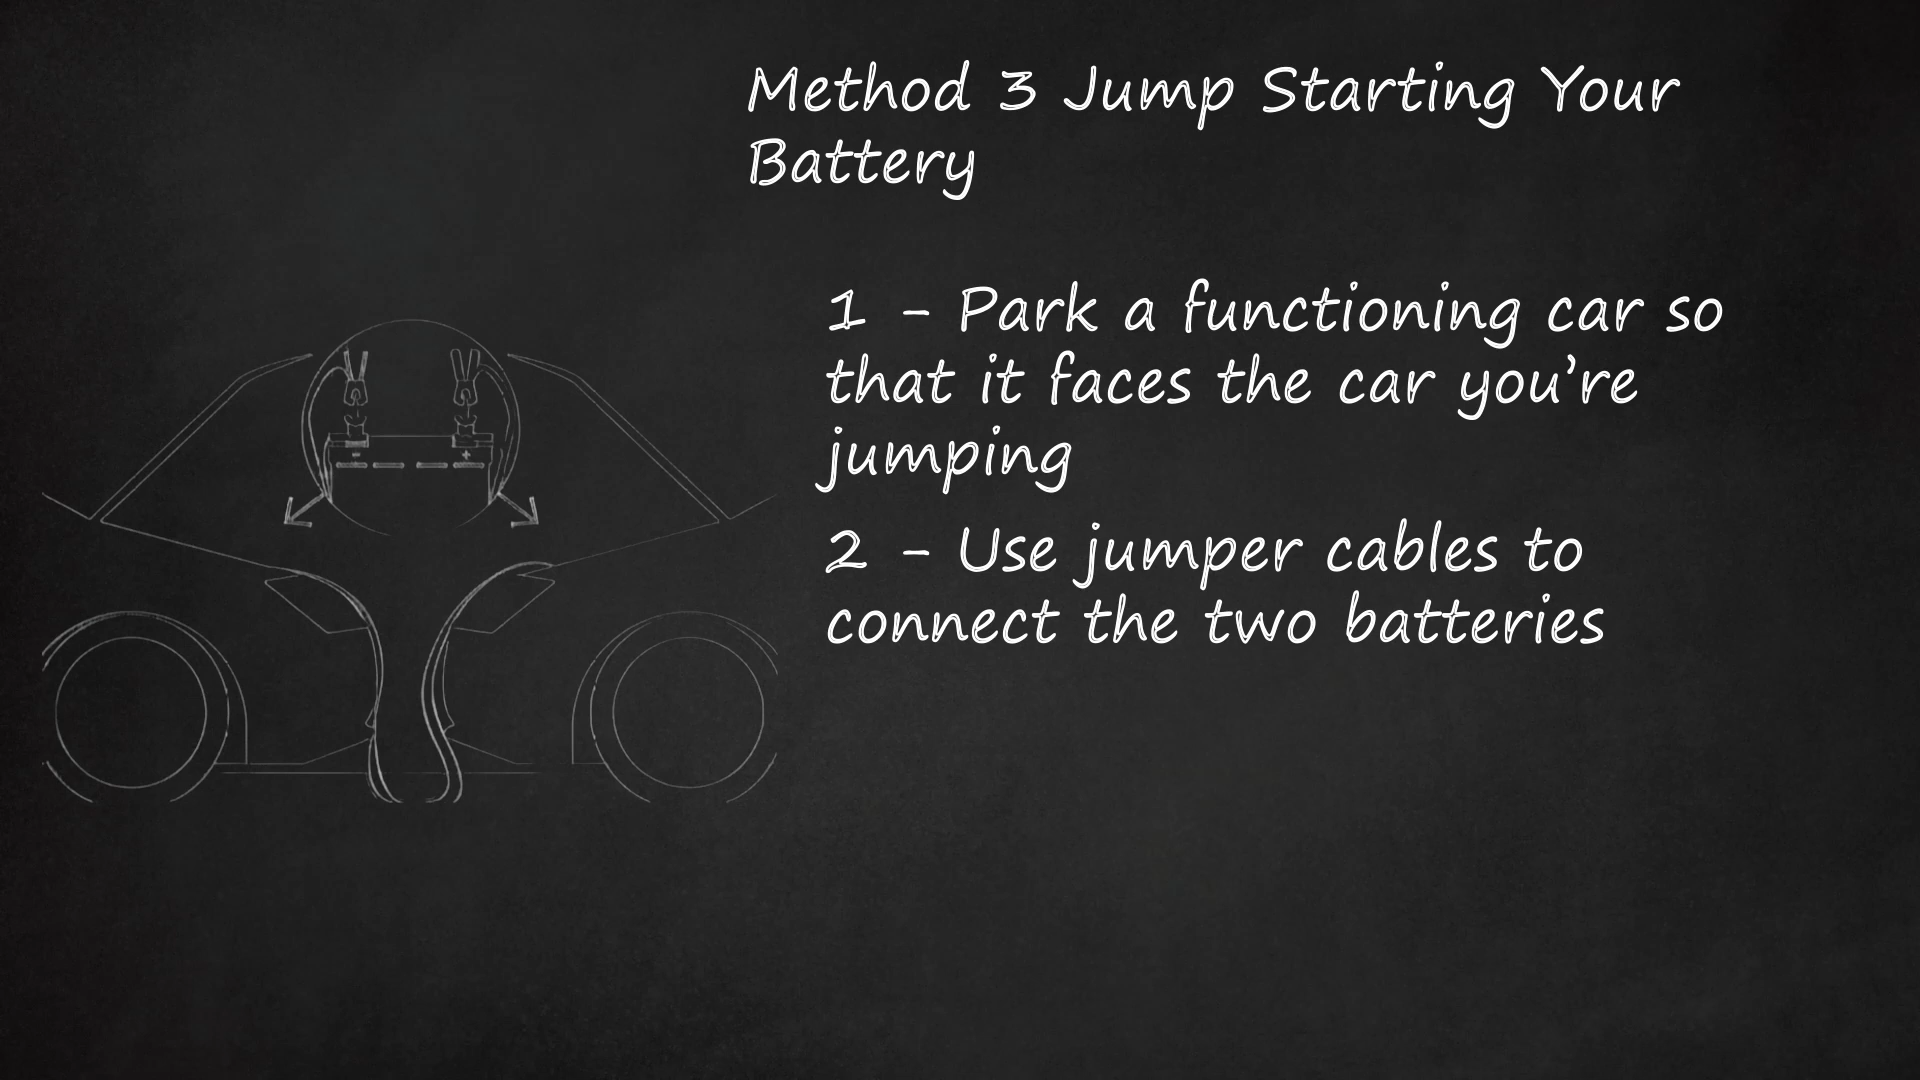 Method 3 Jump Starting Your
Battery
1 - Park a functioning car so
that it faces the car you’re
jumping
2 - Use jumper cables to
connect the two batteries
- +